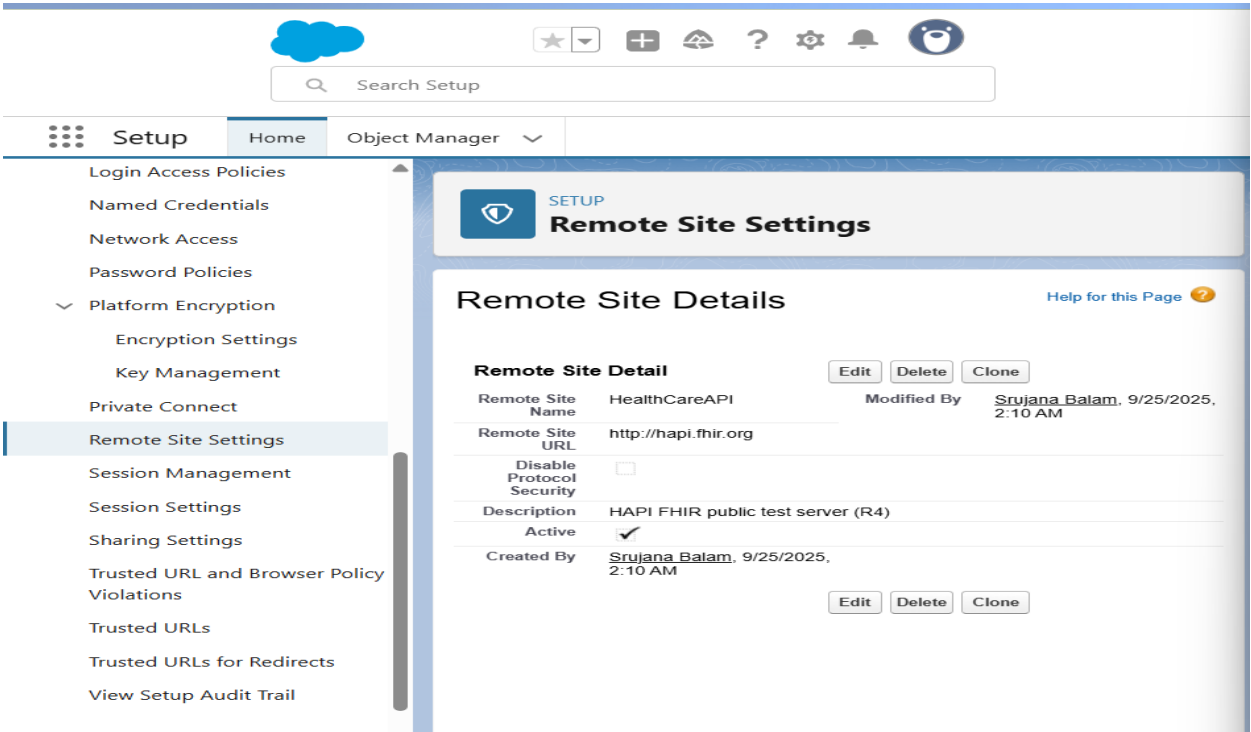 Search Setup
Setup
Home
Object Manager
Login Access Policies
Named Credentials
Network Access
Password Policies
Platform Encryption
Encryption Settings
Key Management
Private Connect
Remote Site Settings
Session Management
Session Settings
Sharing Settings
Trusted URL and Browser Policy
Violations
Trusted URLs
Trusted URLs for Redirects
View Setup Audit Trail
SETUP
Remote Site Settings
Remote Site Details
Help for this Page ?
Remote Site Detail
Edit Delete Clone
Remote Site
Name
HealthCareAPI
Modified By
Srujana Balam, 9/25/2025,
2:10 AM
Remote Site
URL
http://hapi.fhir.org
Disable
Protocol
Security
Description
HAPI FHIR public test server (R4)
Active
Created By
Srujana Balam, 9/25/2025,
2:10 AM
Edit Delete Clone